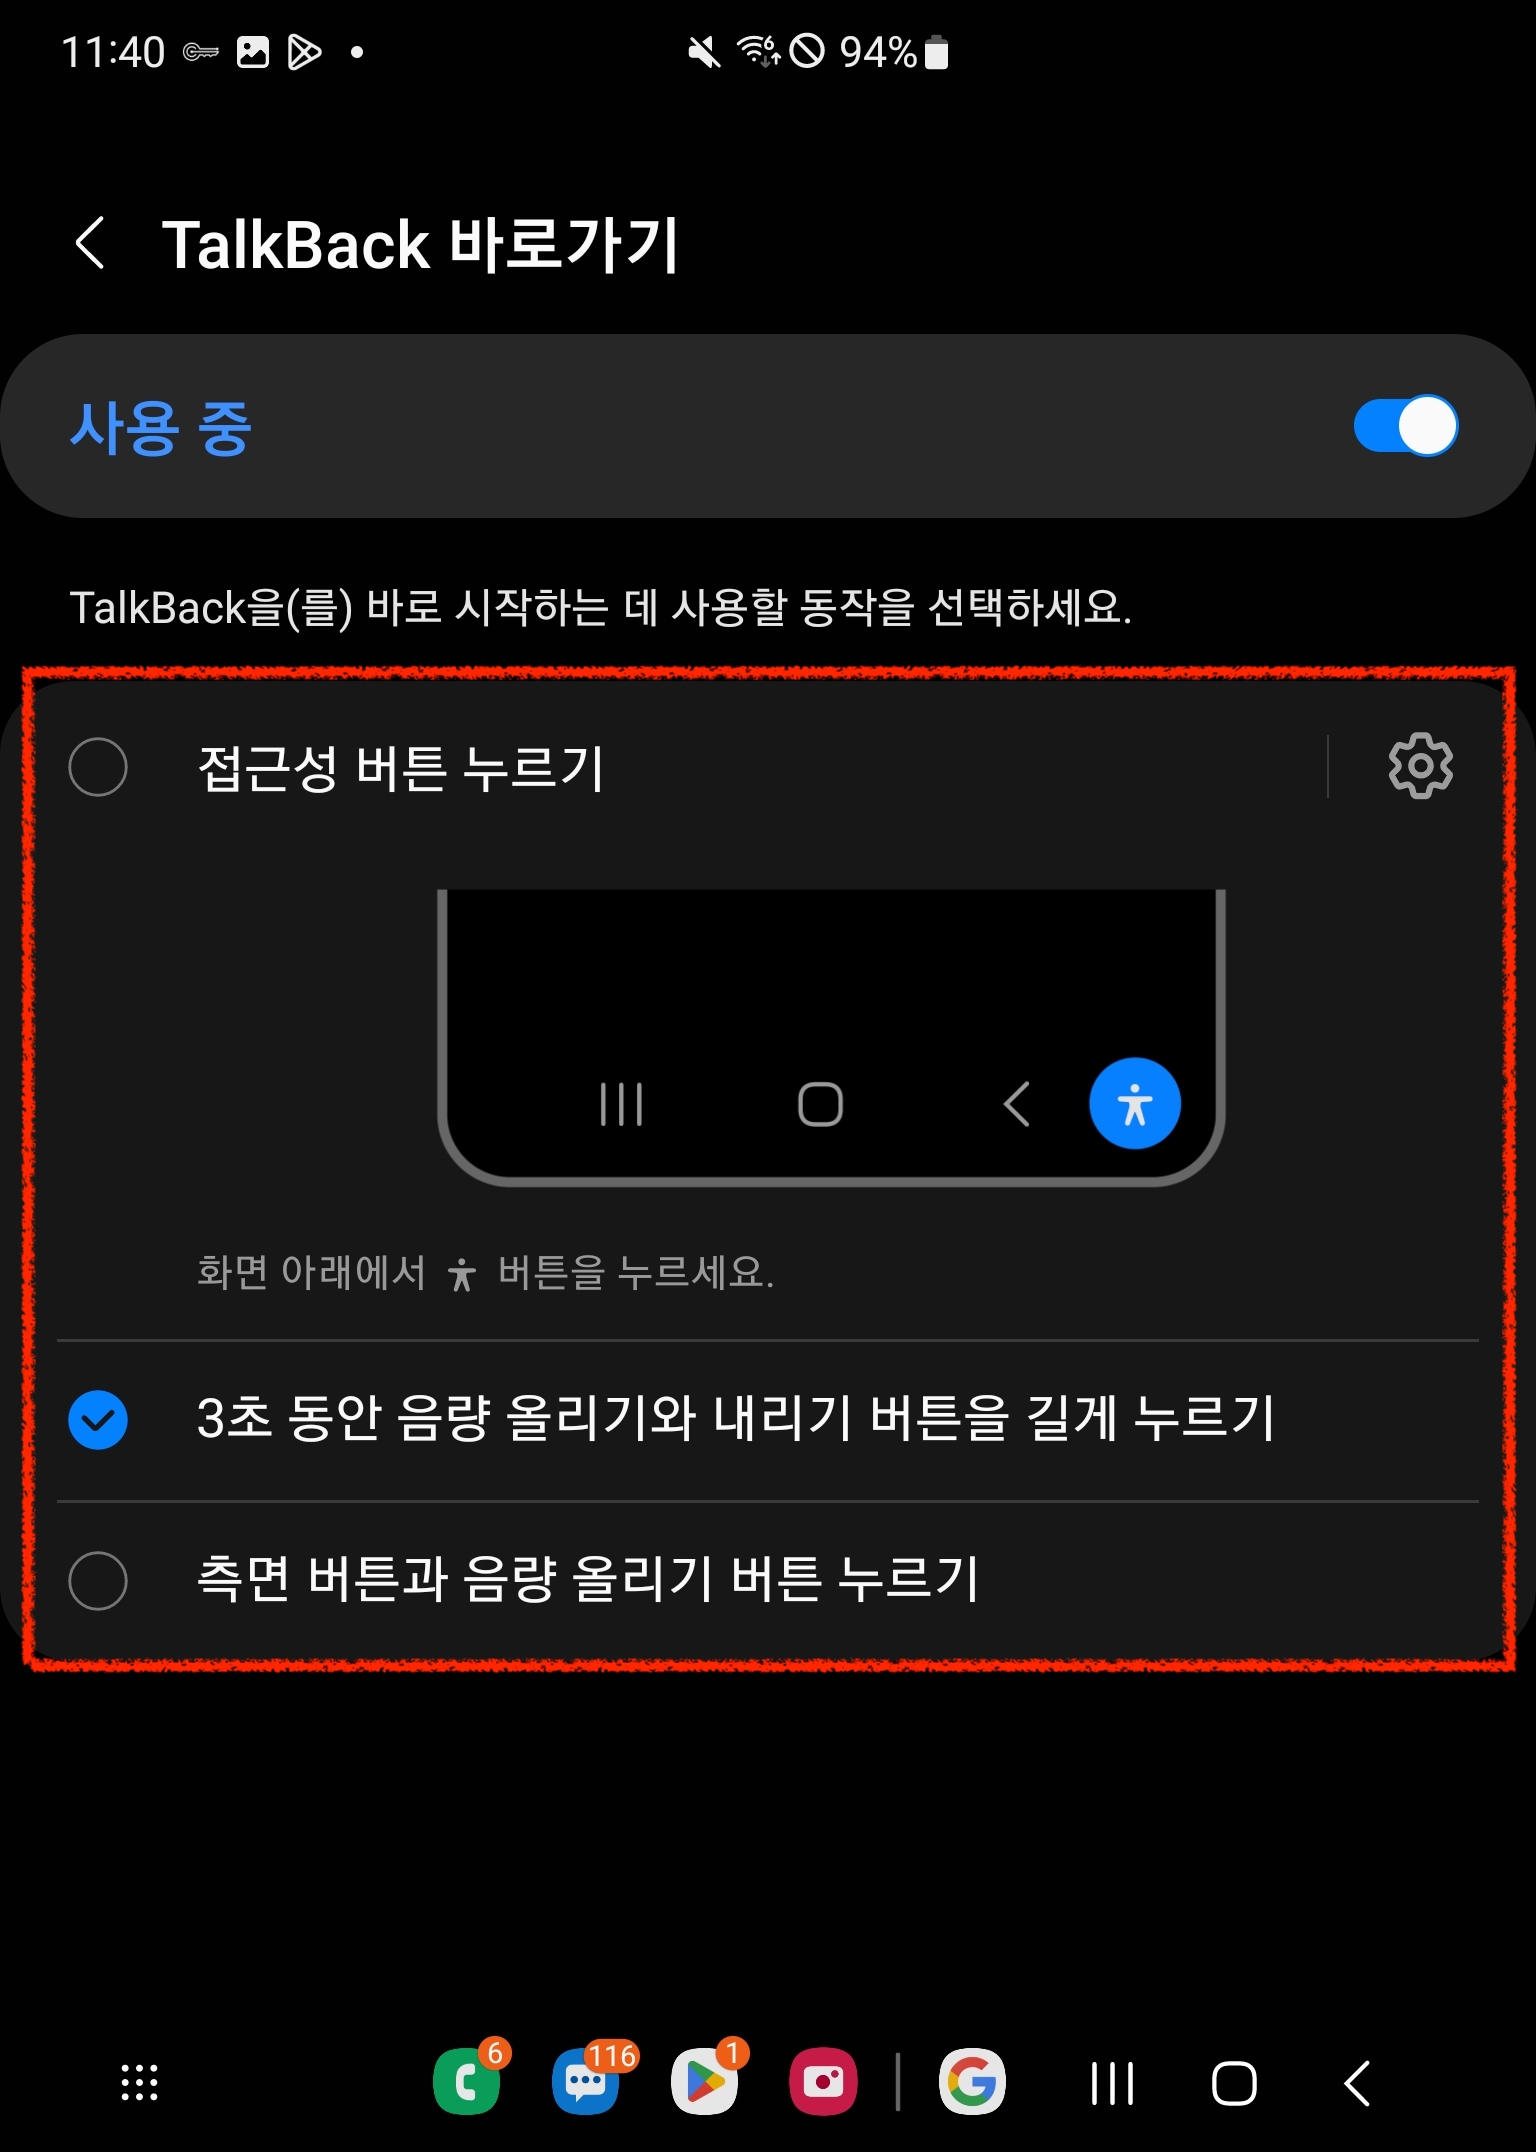 11:40 94%
TalkBack 바로가기
사용 중
TalkBack을(를) 바로 시작하는 데 사용할 동작을 선택하세요.
접근성 버튼 누르기
화면 아래에서 버튼을 누르세요.
3초 동안 음량 올리기와 내리기 버튼을 길게 누르기
측면 버튼과 음량 올리기 버튼 누르기
6 116 1